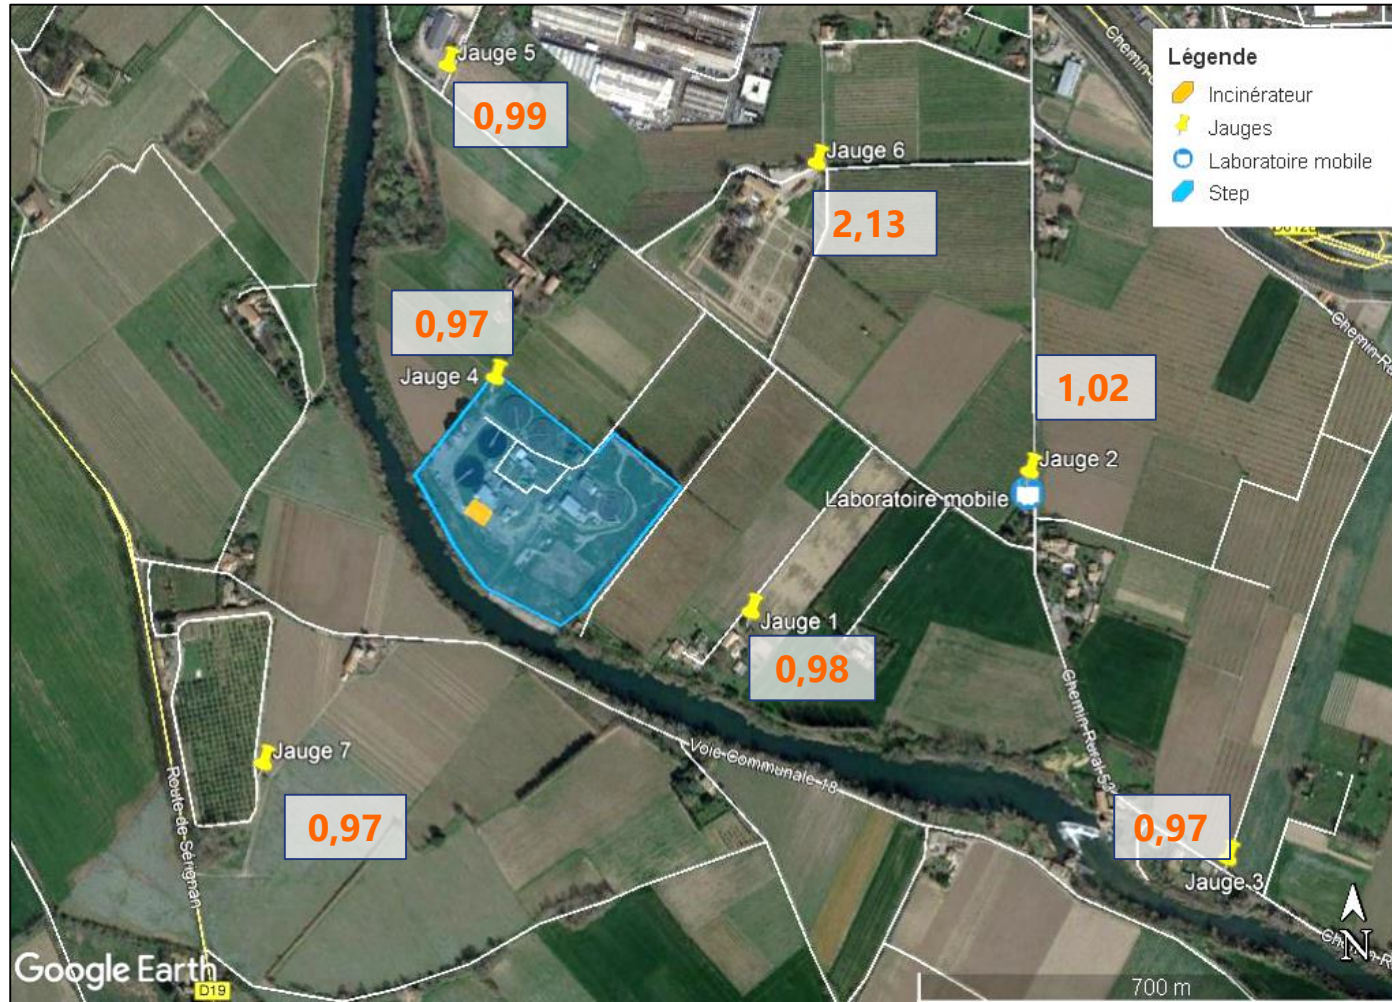 Jauge 5
0,99
Chemin
Légende
Incinérateur
Jauges
Laboratoire mobile
Step
Jauge 6
2,13
0,97
Jauge 4
1,02
Jauge 2
Laboratoire mobile
Jauge 1
0,98
Jauge 7
0,97
Route de Sérignan
Voie Communale 18
Chemin Rural 53
0,97
Jauge 3
N
Google Earth
D19
700 m